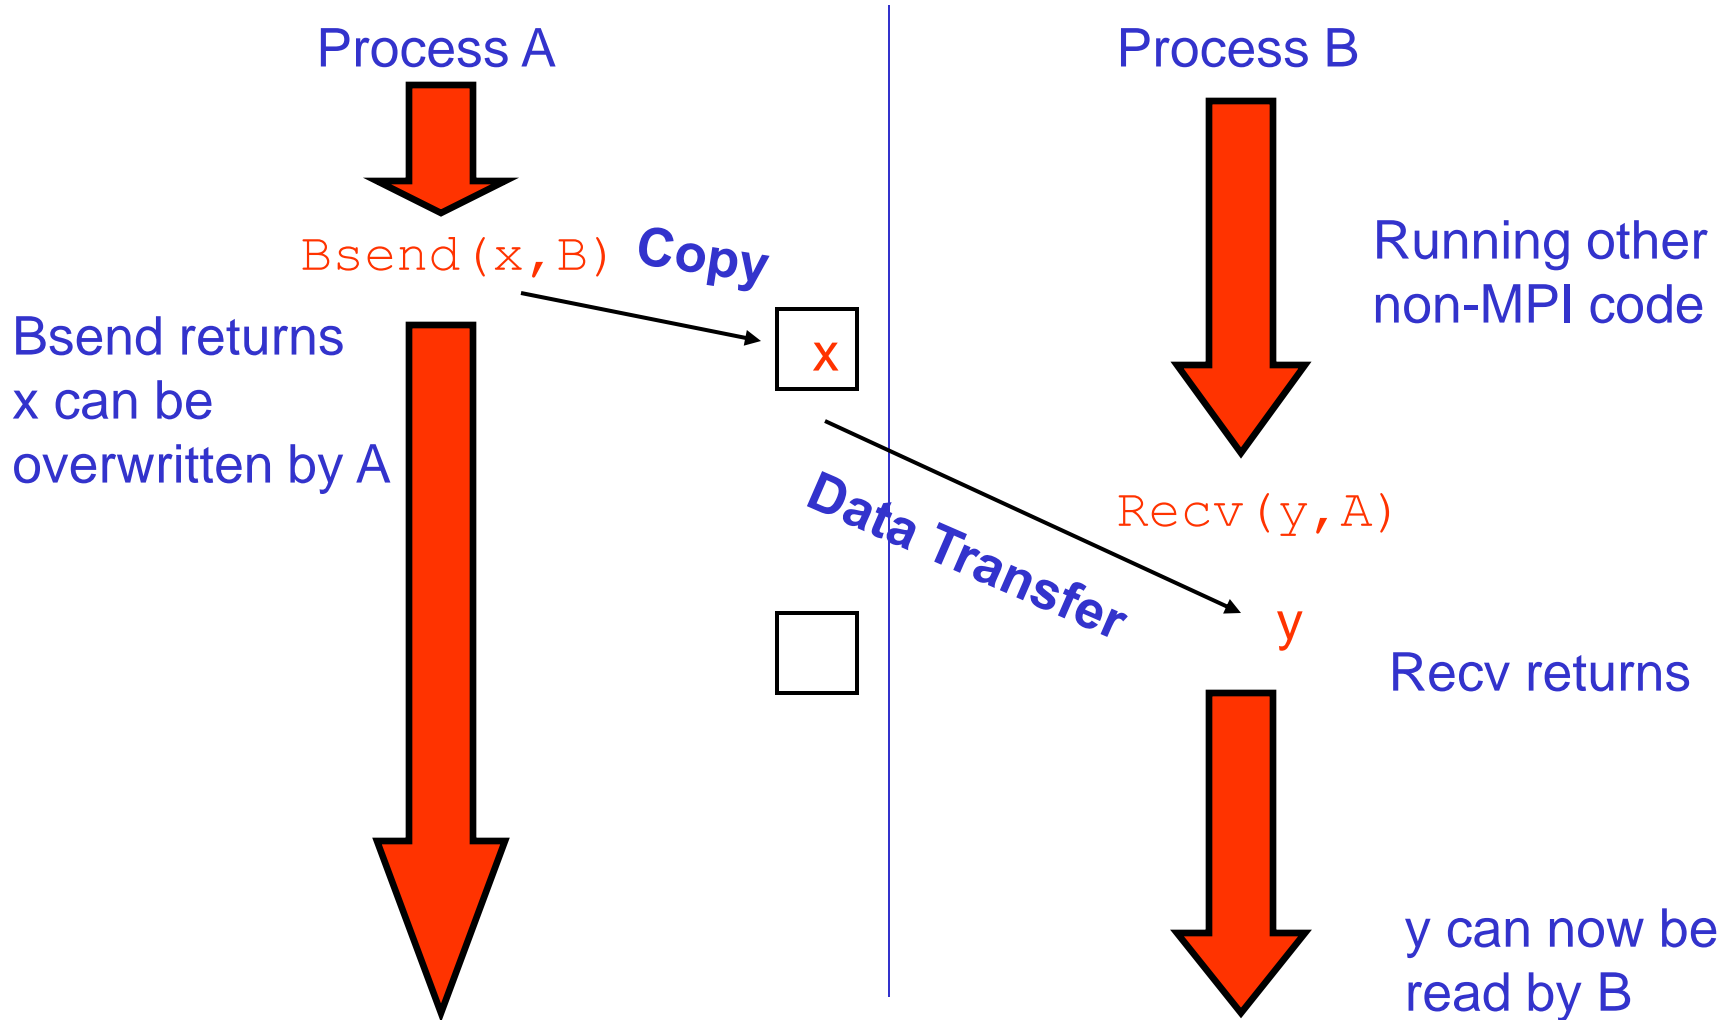 Process A
Process B
Bsend(x,B)
Copy
Running other
non-MPI code
Bsend returns
x can be
overwritten by A
x
Data Transfer
Recv(y,A)
y
Recv returns
y can now be
read by B